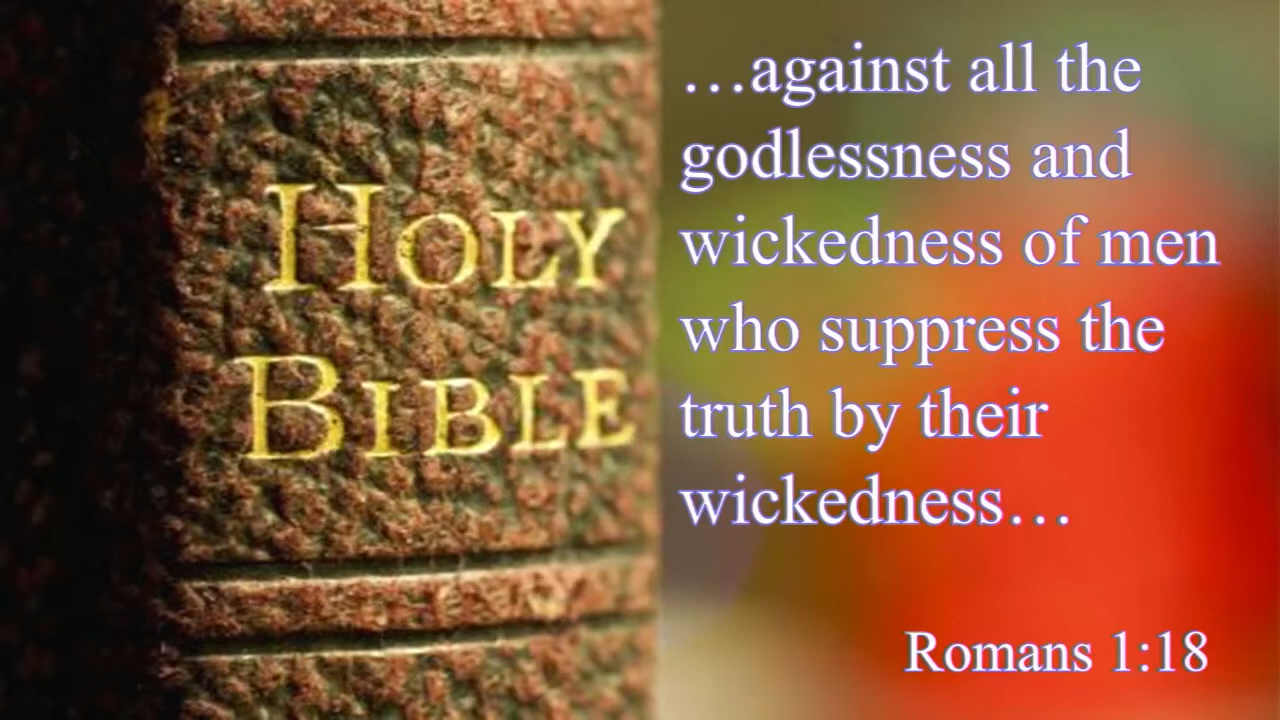 HOLY
BIBLE
…against all the
godlessness and
wickedness of men
who suppress the
truth by their
wickedness…
Romans 1:18